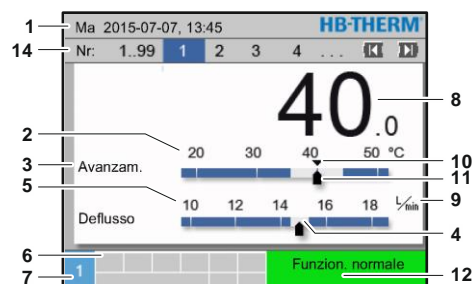 1 Ma 2015-07-07, 13:45 HB-THERM
14 Nr: 1..99 1 2 3 4 ...
40.0 8
2 20 30 40 50 °C 10
3 Avanzam. 11
5 10 12 14 16 18 L/min 9
Deflusso 4
6 Funzion. normale
7 1 12